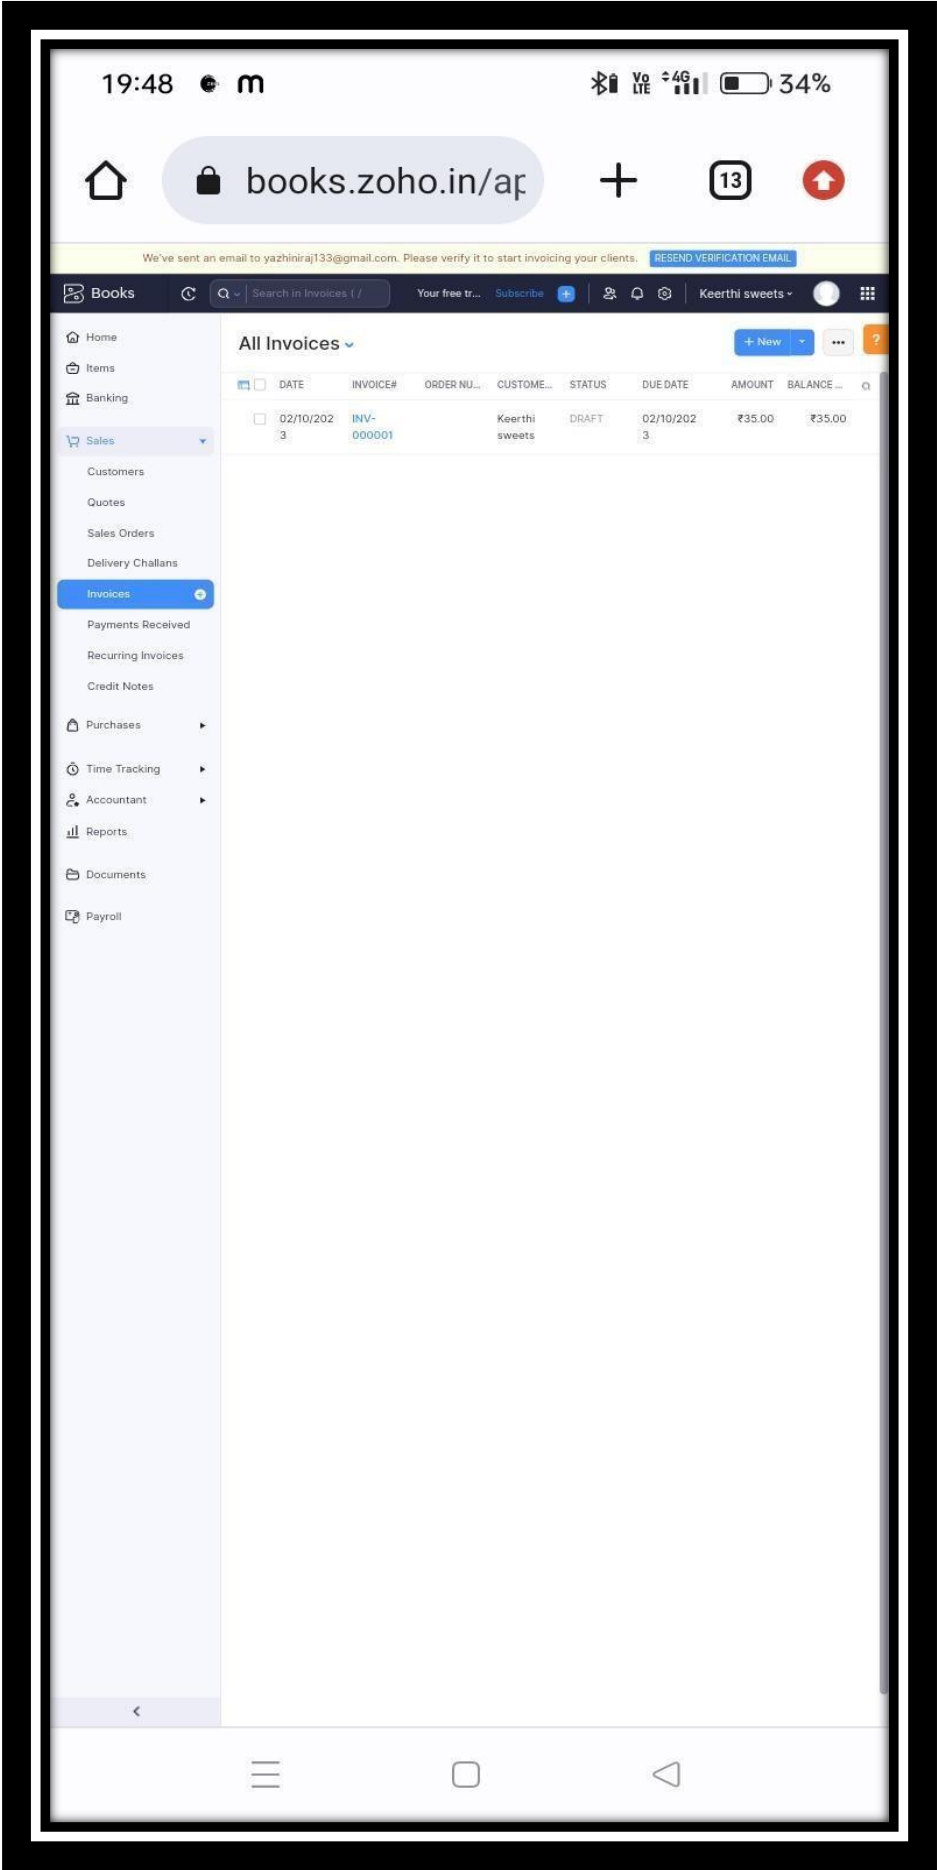 19:48 m Vo LTE 4G 34%
books.zoho.in/ap 13
We've sent an email to yazhiniraj133@gmail.com. Please verify it to start invoicing your clients. RESEND VERIFICATION EMAIL
Books Search in Invoices ( / Your free tr... Subscribe Keerthi sweets
Home
Items
Banking
Sales
Customers
Quotes
Sales Orders
Delivery Challans
Invoices
Payments Received
Recurring Invoices
Credit Notes
Purchases
Time Tracking
Accountant
Reports
Documents
Payroll
All Invoices + New ••• ?
DATE INVOICE# ORDER NU... CUSTOME... STATUS DUE DATE AMOUNT BALANCE ...
02/10/202 INV- Keerthi DRAFT 02/10/202 ₹35.00 ₹35.00
3 000001 sweets 3